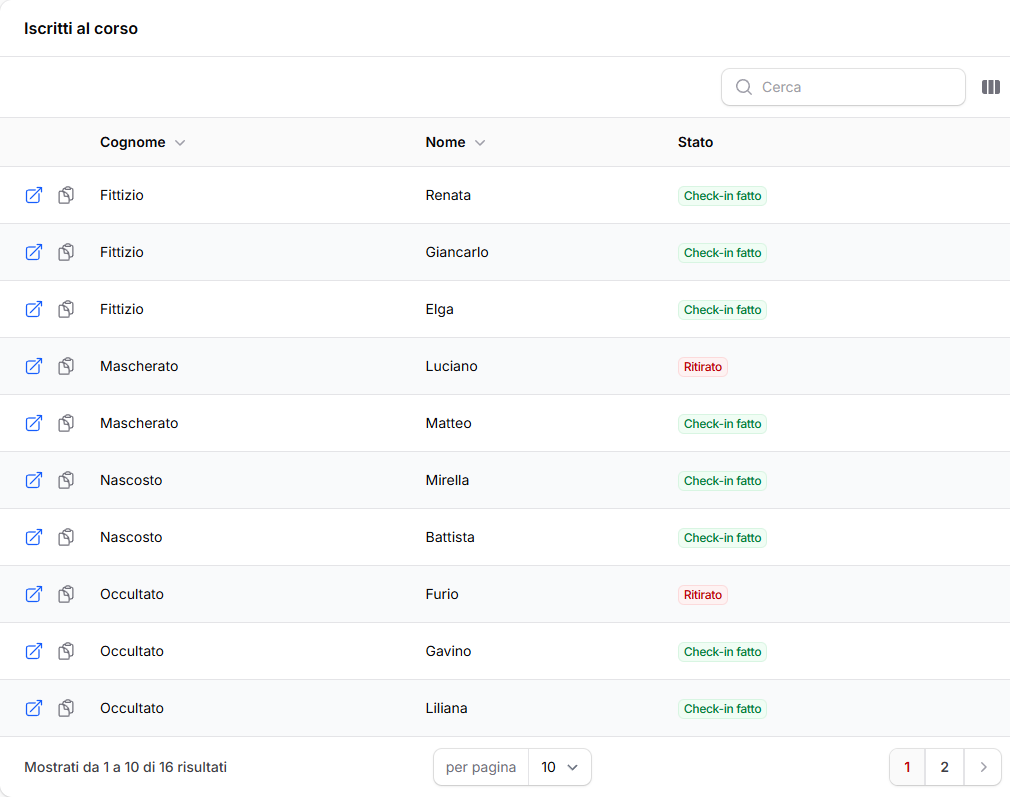 Iscritti al corso
Cerca
Cognome Nome Stato
Fittizio Renata Check-in fatto
Fittizio Giancarlo Check-in fatto
Fittizio Elga Check-in fatto
Mascherato Luciano Ritirato
Mascherato Matteo Check-in fatto
Nascosto Mirella Check-in fatto
Nascosto Battista Check-in fatto
Occultato Furio Ritirato
Occultato Gavino Check-in fatto
Occultato Liliana Check-in fatto
Mostrati da 1 a 10 di 16 risultati per pagina 10 1 2